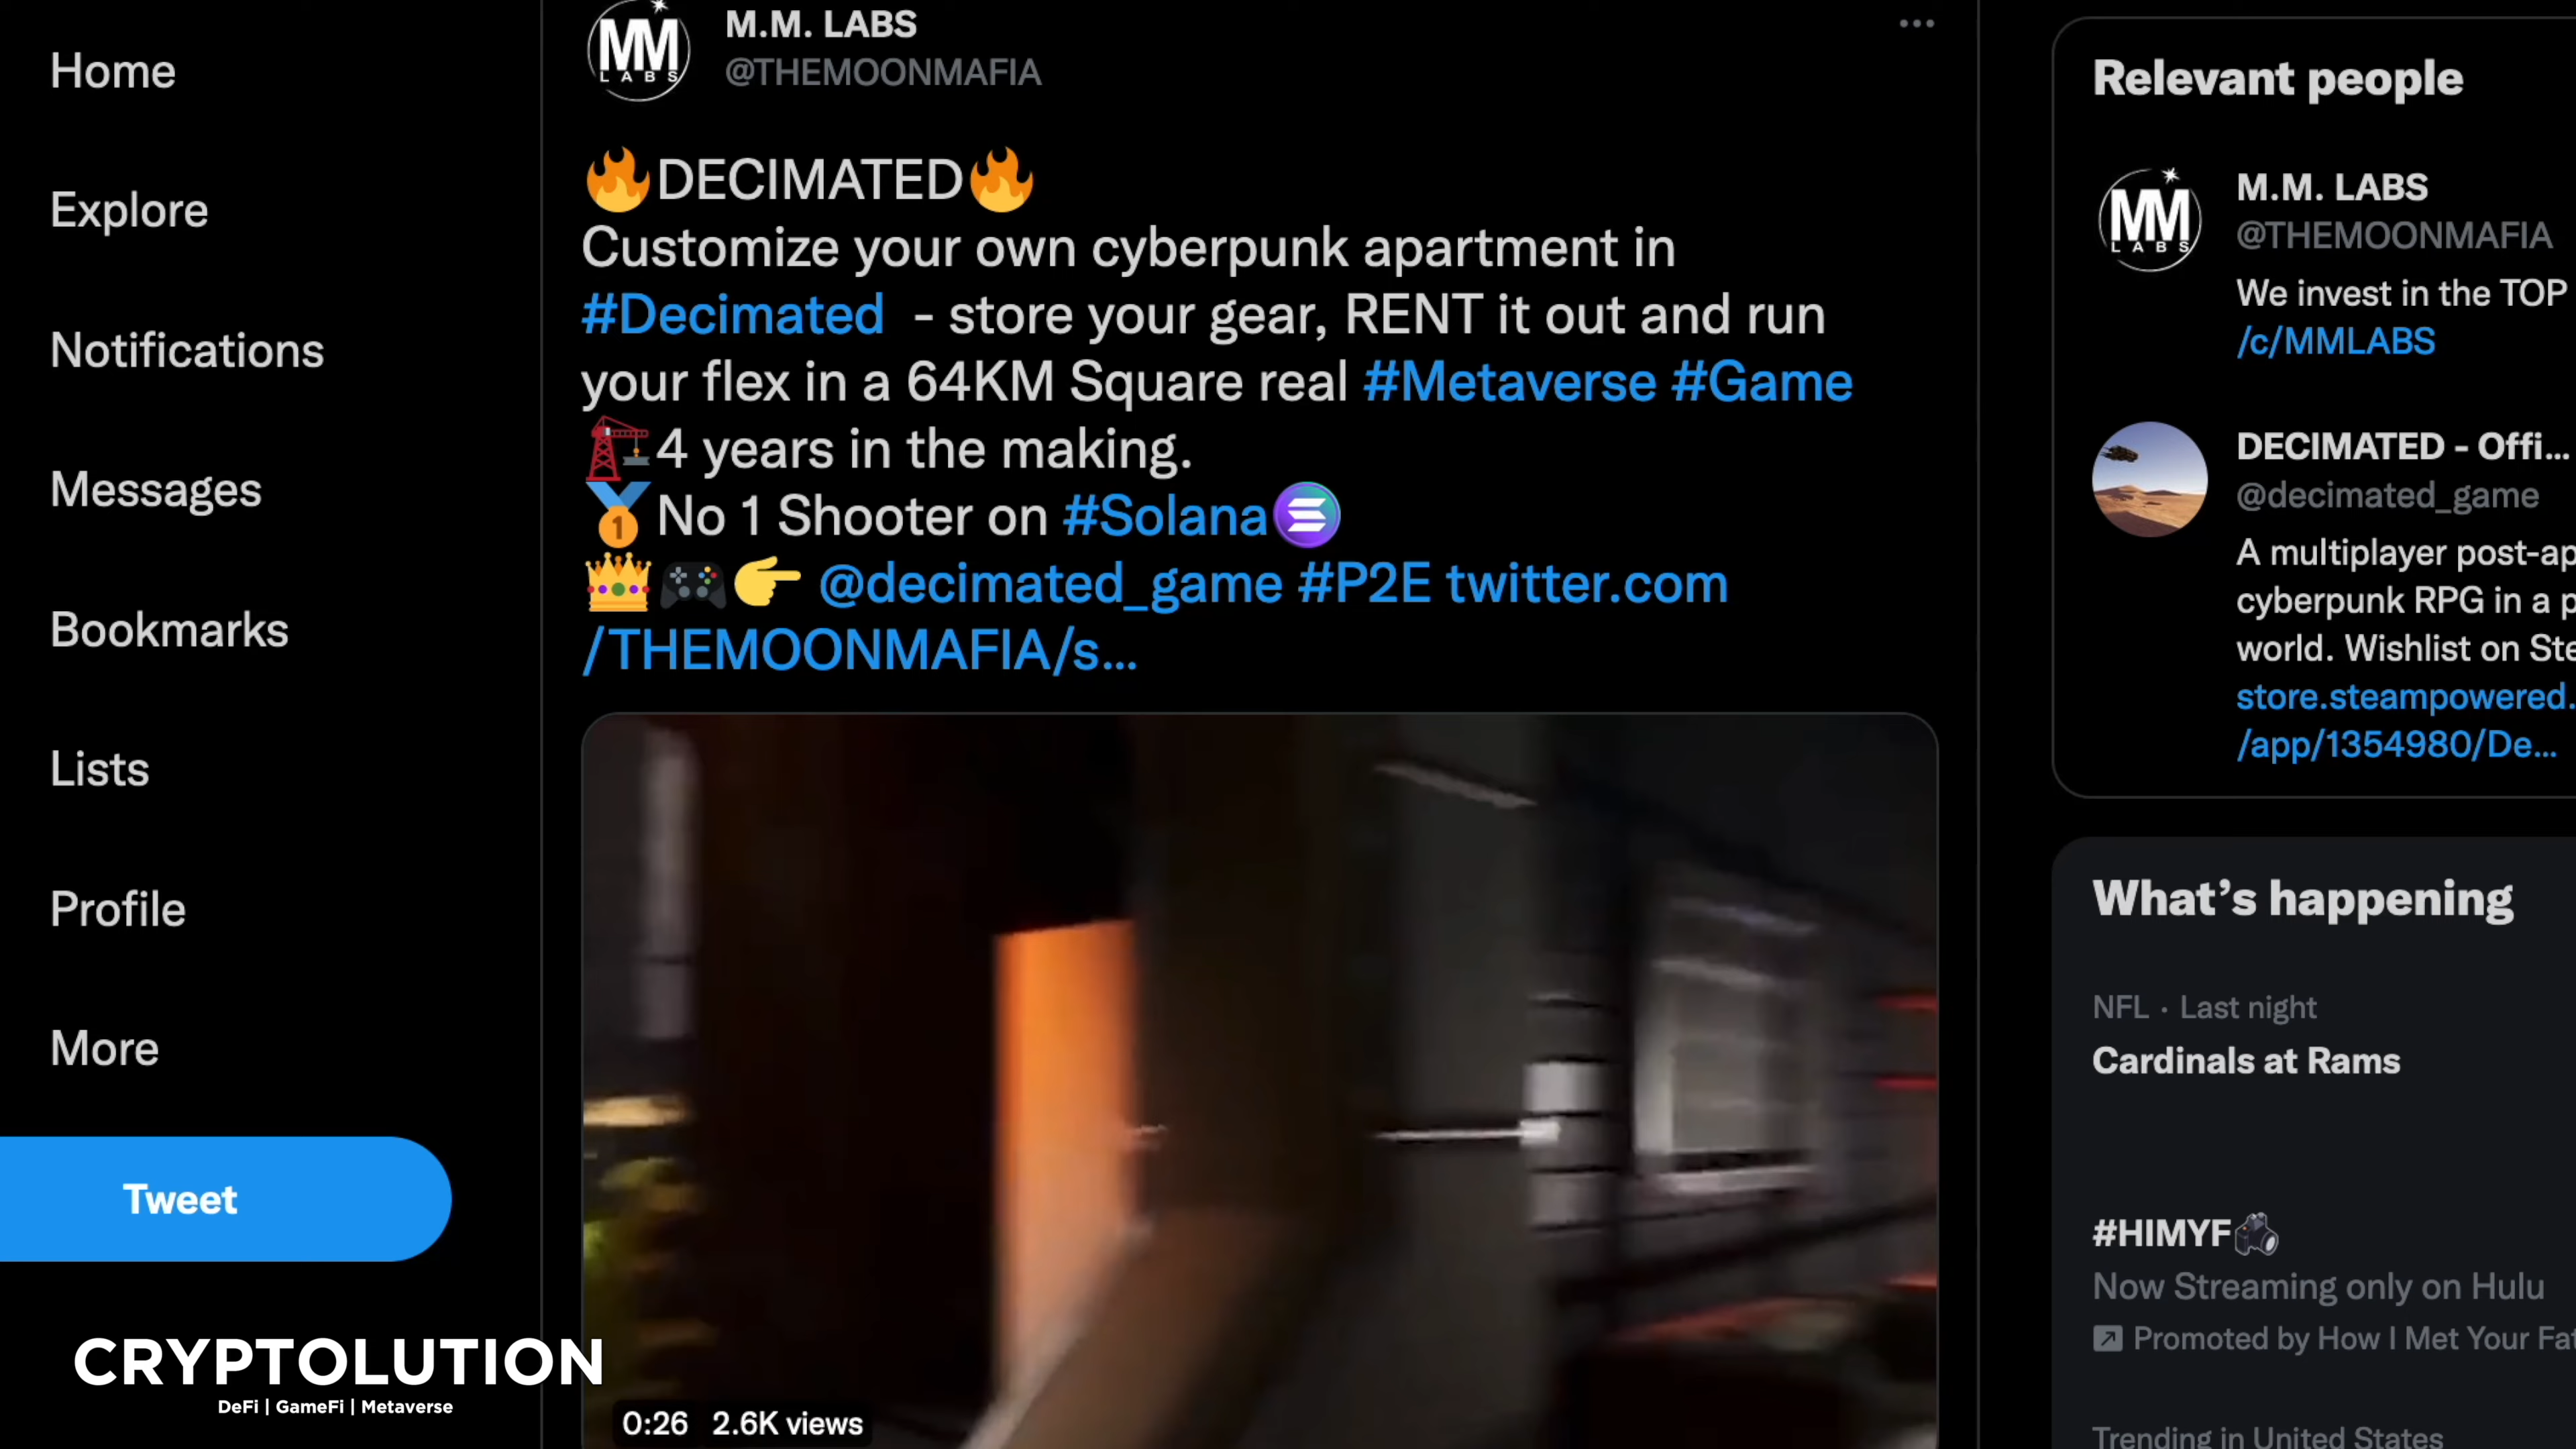 Home
Explore
Notifications
Messages
Bookmarks
Lists
Profile
More
Tweet
CRYPTOLUTION
DeFi | GameFi | Metaverse
MM
LABS
M.M. LABS
@THEMOONMAFIA
🔥DECIMATED🔥
Customize your own cyberpunk apartment in
#Decimated - store your gear, RENT it out and run
your flex in a 64KM Square real #Metaverse #Game
🏗4 years in the making.
🥇No 1 Shooter on #Solana
👑🎮👉 @decimated_game #P2E twitter.com
/THEMOONMAFIA/s...
0:26 2.6K views
Relevant people
MM
LABS
M.M. LABS
@THEMOONMAFIA
We invest in the TOP
/c/MMLABS
DECIMATED - Offi...
@decimated_game
A multiplayer post-ap
cyberpunk RPG in a p
world. Wishlist on Ste
store.steampowered.
/app/1354980/De...
What's happening
NFL · Last night
Cardinals at Rams
#HIMYF
Now Streaming only on Hulu
Promoted by How I Met Your Fat
Trending in United States